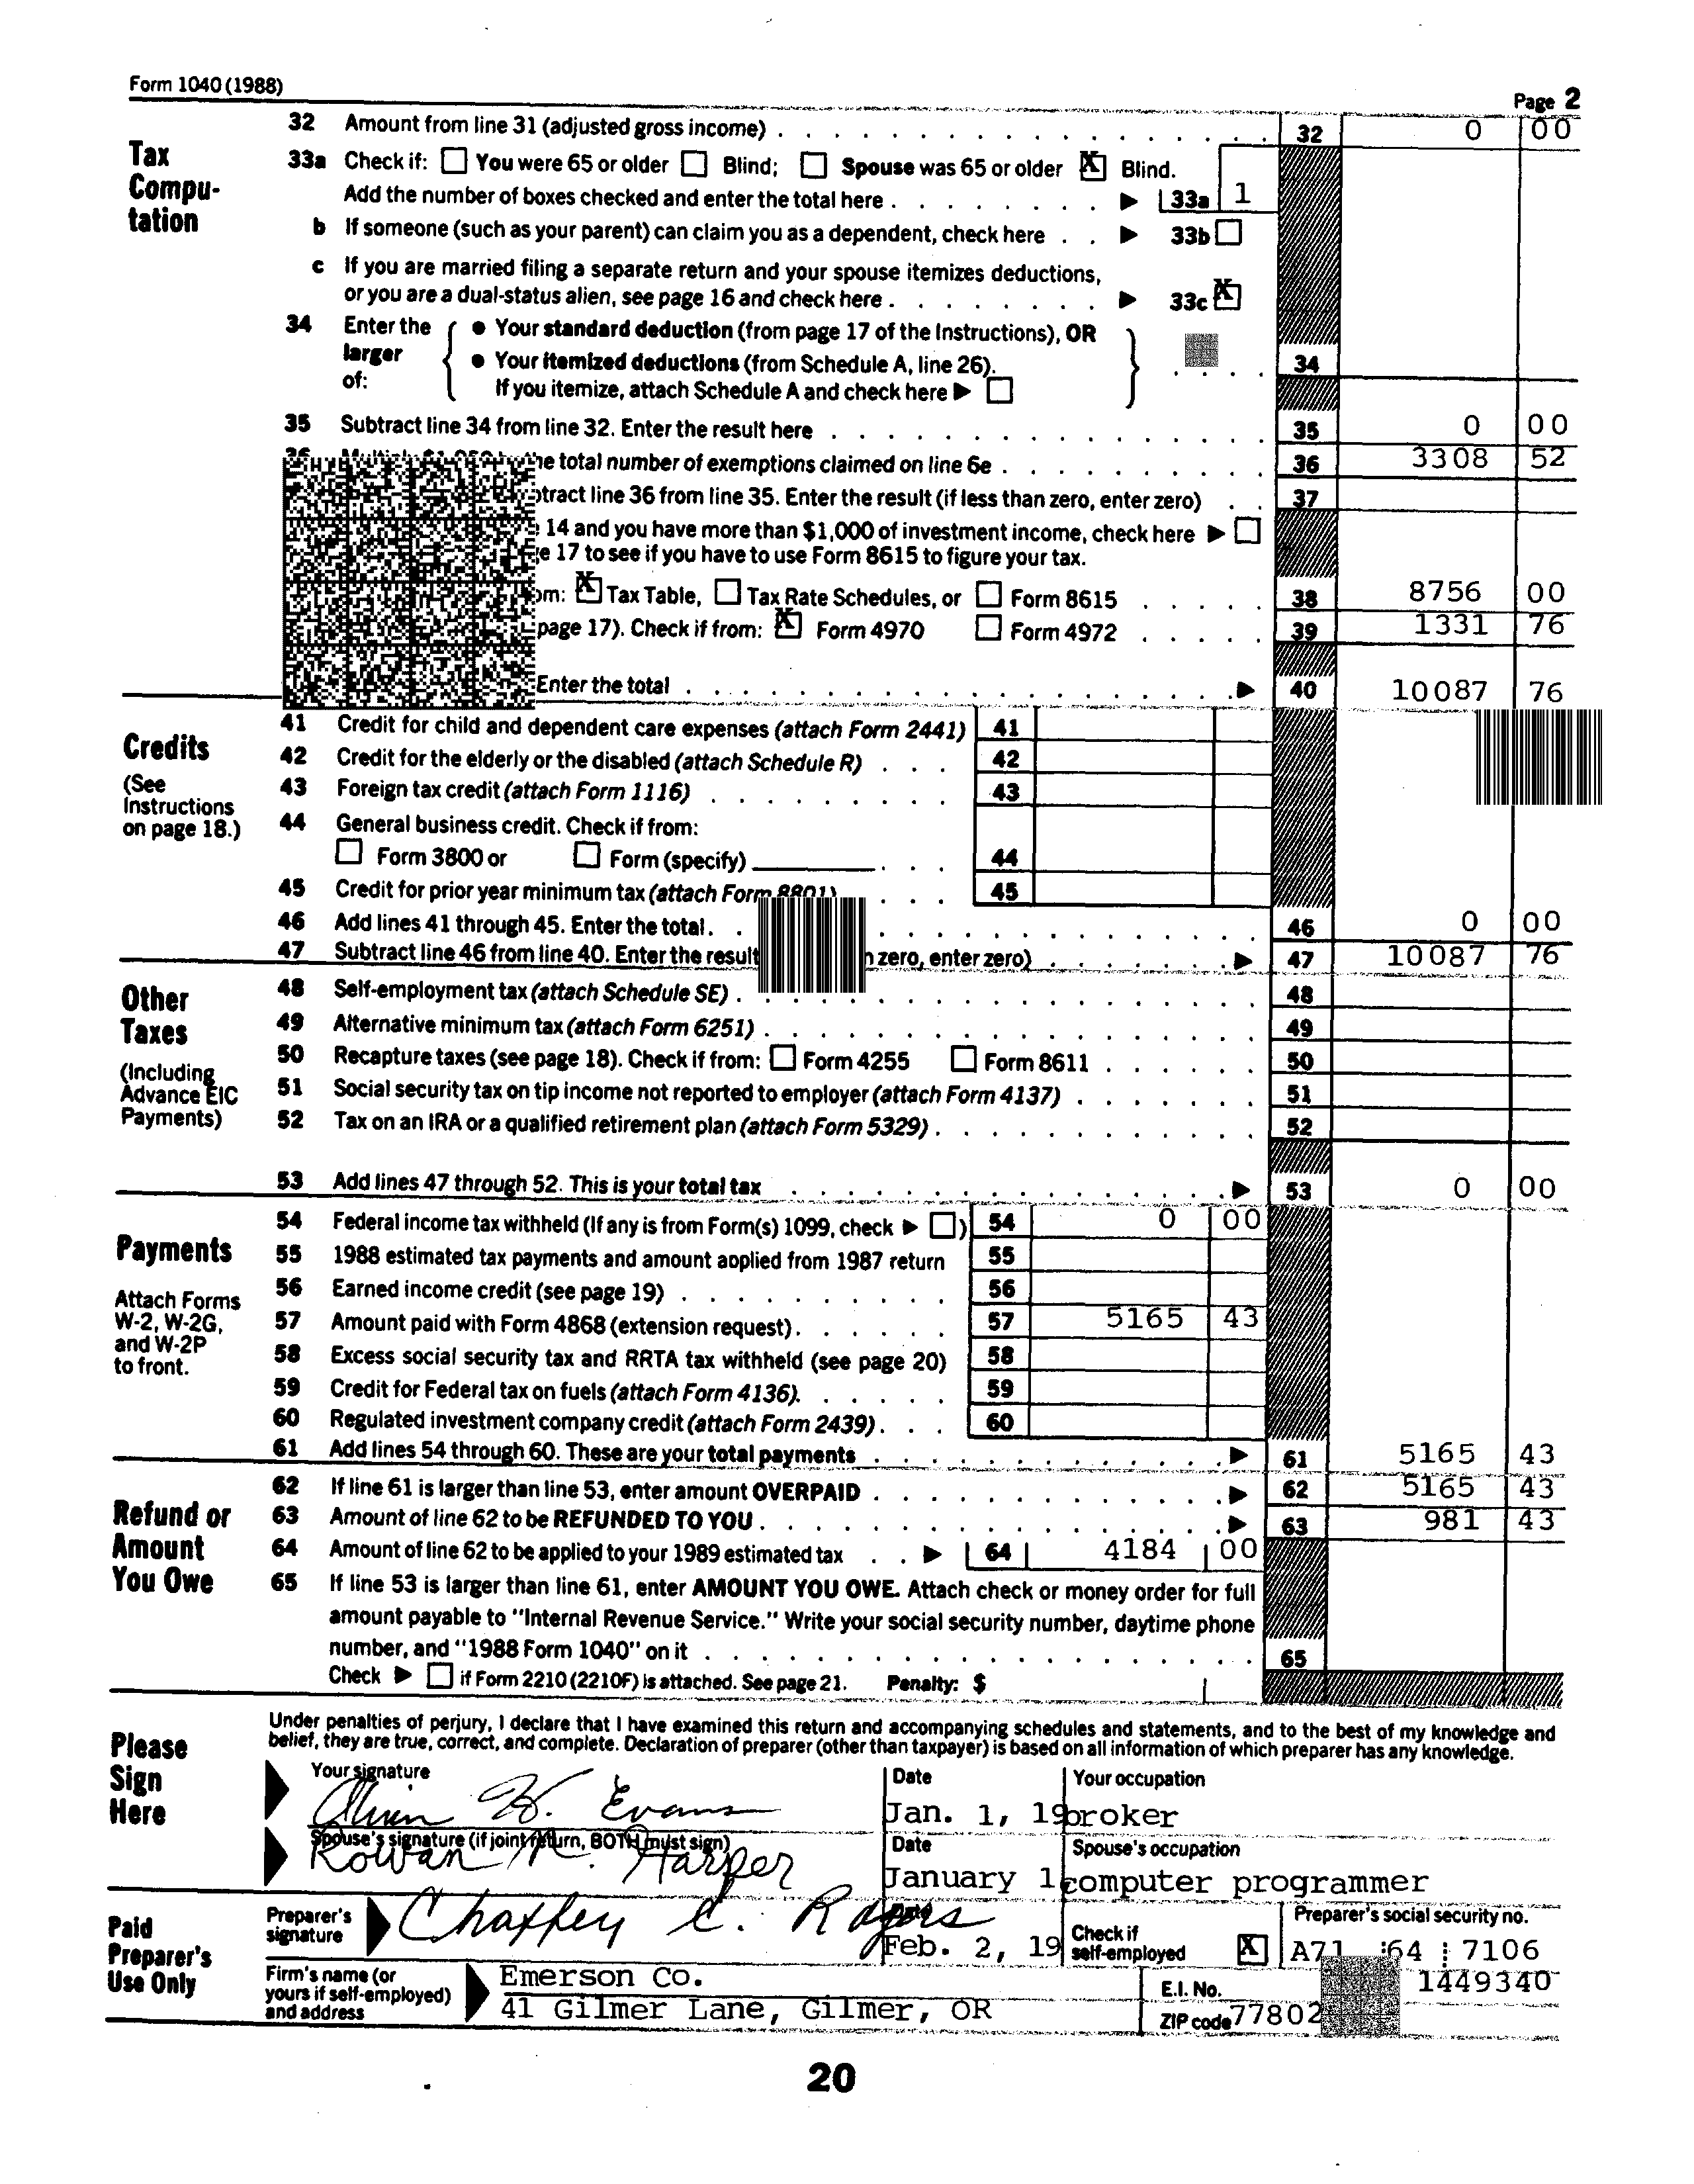 Form 1040 (1988)
Page 2
Tax Computation
32 Amount from line 31 (adjusted gross income) 32 0 00
33a Check if: You were 65 or older Blind; Spouse was 65 or older X Blind.
Add the number of boxes checked and enter the total here 33a 1
b If someone (such as your parent) can claim you as a dependent, check here 33b
c If you are married filing a separate return and your spouse itemizes deductions,
or you are a dual-status alien, see page 16 and check here 33c X
34 Enter the larger of: • Your standard deduction (from page 17 of the Instructions), OR
• Your itemized deductions (from Schedule A, line 26). 34
If you itemize, attach Schedule A and check here
35 Subtract line 34 from line 32. Enter the result here 35 0 00
the total number of exemptions claimed on line 6e 36 3308 52
line 36 from line 35. Enter the result (if less than zero, enter zero) 37
14 and you have more than $1,000 of investment income, check here
17 to see if you have to use Form 8615 to figure your tax.
X Tax Table, Tax Rate Schedules, or Form 8615 38 8756 00
page 17). Check if from: X Form 4970 Form 4972 39 1331 76
Enter the total 40 10087 76
Credits
(See Instructions on page 18.)
41 Credit for child and dependent care expenses (attach Form 2441) 41
42 Credit for the elderly or the disabled (attach Schedule R) 42
43 Foreign tax credit (attach Form 1116) 43
44 General business credit. Check if from:
Form 3800 or Form (specify) 44
45 Credit for prior year minimum tax (attach Form 8801) 45
46 Add lines 41 through 45. Enter the total. 46 0 00
47 Subtract line 46 from line 40. Enter the result zero, enter zero) 47 10087 76
Other Taxes
(Including Advance EIC Payments)
48 Self-employment tax (attach Schedule SE) 48
49 Alternative minimum tax (attach Form 6251) 49
50 Recapture taxes (see page 18). Check if from: Form 4255 Form 8611 50
51 Social security tax on tip income not reported to employer (attach Form 4137) 51
52 Tax on an IRA or a qualified retirement plan (attach Form 5329) 52
53 Add lines 47 through 52. This is your total tax 53 0 00
Payments
Attach Forms W-2, W-2G, and W-2P to front.
54 Federal income tax withheld (If any is from Form(s) 1099, check ) 54 0 00
55 1988 estimated tax payments and amount applied from 1987 return 55
56 Earned income credit (see page 19) 56
57 Amount paid with Form 4868 (extension request) 57 5165 43
58 Excess social security tax and RRTA tax withheld (see page 20) 58
59 Credit for Federal tax on fuels (attach Form 4136) 59
60 Regulated investment company credit (attach Form 2439) 60
61 Add lines 54 through 60. These are your total payments 61 5165 43
Refund or Amount You Owe
62 If line 61 is larger than line 53, enter amount OVERPAID 62 5165 43
63 Amount of line 62 to be REFUNDED TO YOU 63 981 43
64 Amount of line 62 to be applied to your 1989 estimated tax 64 4184 00
65 If line 53 is larger than line 61, enter AMOUNT YOU OWE. Attach check or money order for full
amount payable to "Internal Revenue Service." Write your social security number, daytime phone
number, and "1988 Form 1040" on it 65
Check if Form 2210 (2210F) is attached. See page 21. Penalty: $
Please Sign Here
Under penalties of perjury, I declare that I have examined this return and accompanying schedules and statements, and to the best of my knowledge and
belief, they are true, correct, and complete. Declaration of preparer (other than taxpayer) is based on all information of which preparer has any knowledge.
Your signature Date Your occupation
W. Evans Jan. 1, 19 broker
Spouse's signature (if joint return, BOTH must sign) Date Spouse's occupation
Rowan M. Harper January 1 computer programmer
Paid Preparer's Use Only
Preparer's signature Chaffey C. Rogers Date Feb. 2, 19 Check if self-employed X Preparer's social security no. A71 64 7106
Firm's name (or yours if self-employed) and address Emerson Co. E.I. No. 1449340
41 Gilmer Lane, Gilmer, OR ZIP code 77802
20